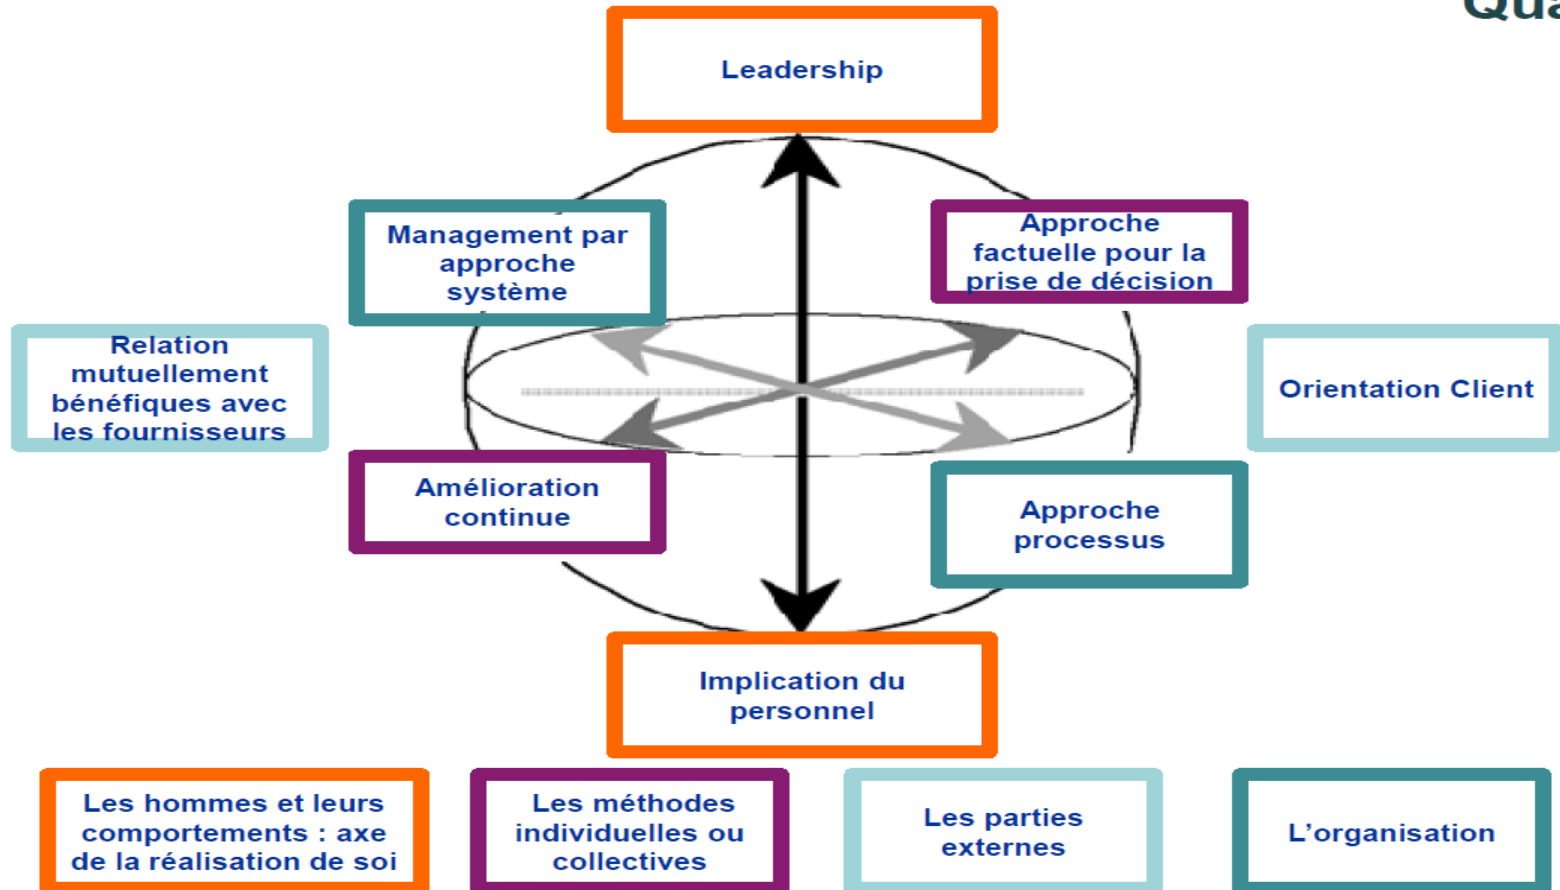 Qua
Leadership
Management par
approche
système
Approche
factuelle pour la
prise de décision
Relation
mutuellement
bénéfiques avec
les fournisseurs
Orientation Client
Amélioration
continue
Approche
processus
Implication du
personnel
Les hommes et leurs
comportements : axe
de la réalisation de soi
Les méthodes
individuelles ou
collectives
Les parties
externes
L’organisation